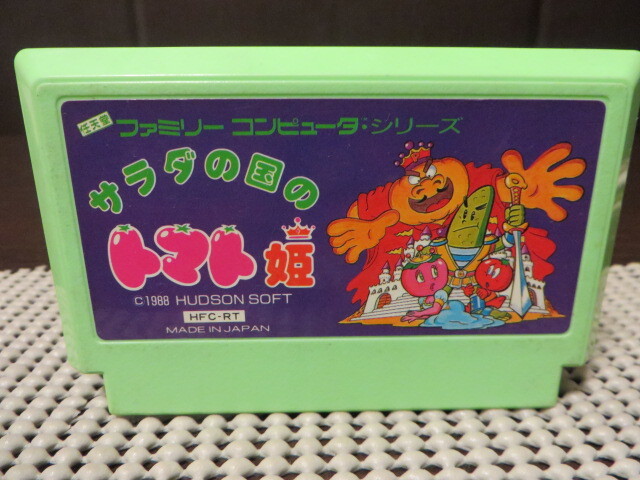 任天堂 ファミリー コンピュータ・シリーズ
サラダの国の
トマト姫
©1988 HUDSON SOFT
HFC-RT
MADE IN JAPAN